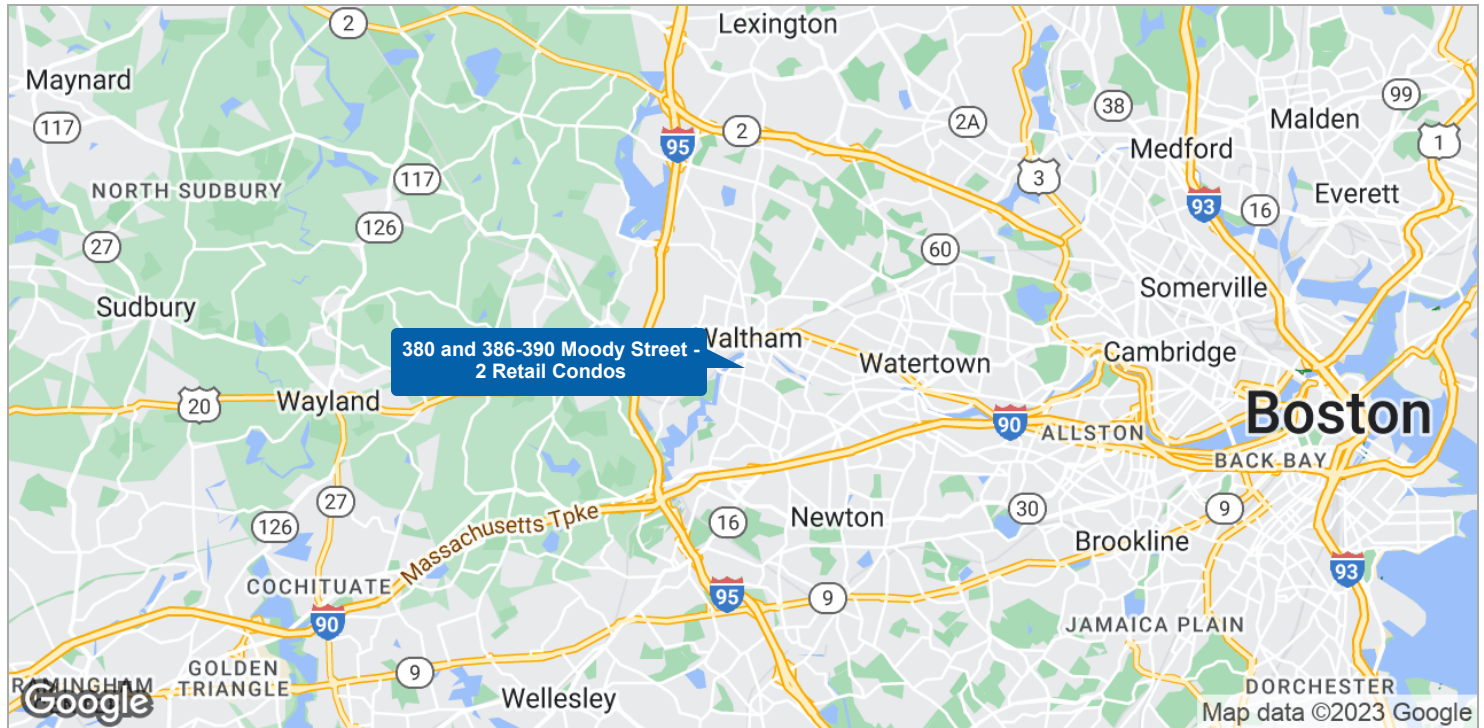 2
Lexington
Maynard
99
38
117
2A
Malden
95
2
1
Medford
3
117
NORTH SUDBURY
Everett
93
16
126
27
60
Somerville
Sudbury
Waltham
380 and 386-390 Moody Street -
2 Retail Condos
Cambridge
Watertown
20
Wayland
Boston
90
ALLSTON
BACK BAY
27
30
9
126
16
Newton
Massachusetts Tpke
Brookline
93
COCHITUATE
95
9
90
JAMAICA PLAIN
GOLDEN
TRIANGLE
9
RAMINGHAM
Wellesley
DORCHESTER
Google
Map data ©2023 Google